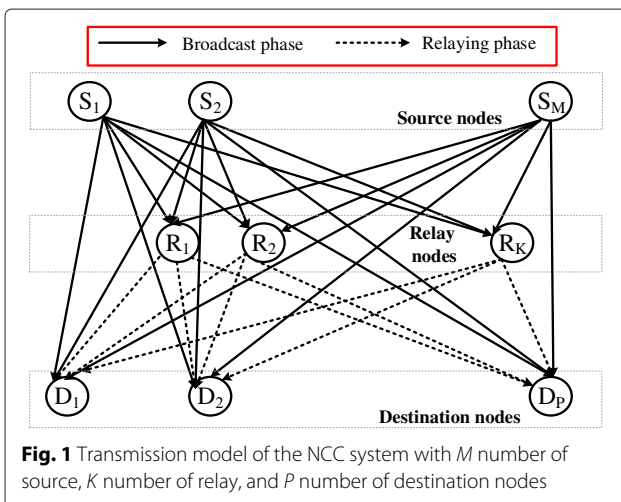 Broadcast phase Relaying phase
S1 S2 SM
Source nodes
R1 R2 RK
Relay
nodes
D1 D2 DP
Destination nodes
Fig. 1 Transmission model of the NCC system with M number of
source, K number of relay, and P number of destination nodes